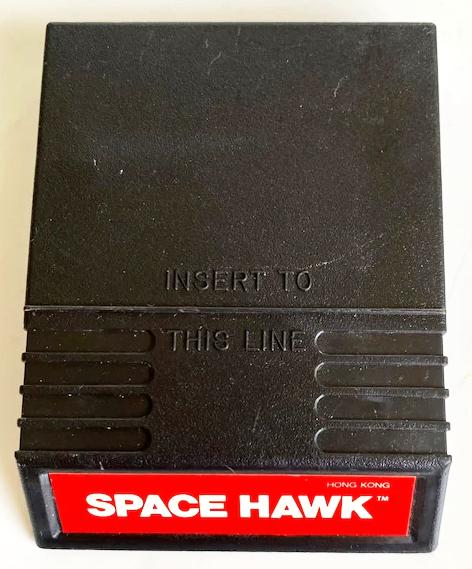 INSERT TO
THIS LINE
HONG KONG
SPACE HAWK™